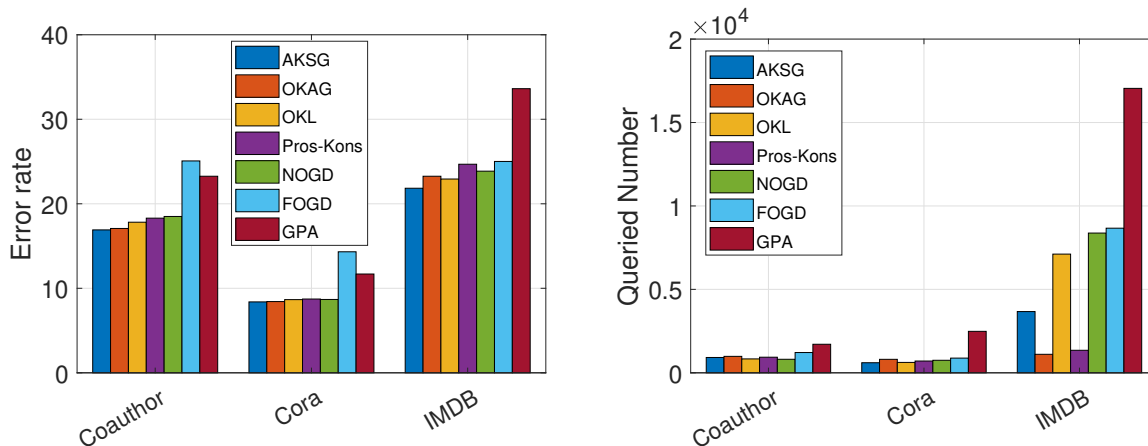 40
30
20
10
0
Error rate
AKSG
OKAG
OKL
Pros-Kons
NOGD
FOGD
GPA
Coauthor
Cora
IMDB
×10⁴
2
1.5
1
0.5
0
Queried Number
AKSG
OKAG
OKL
Pros-Kons
NOGD
FOGD
GPA
Coauthor
Cora
IMDB